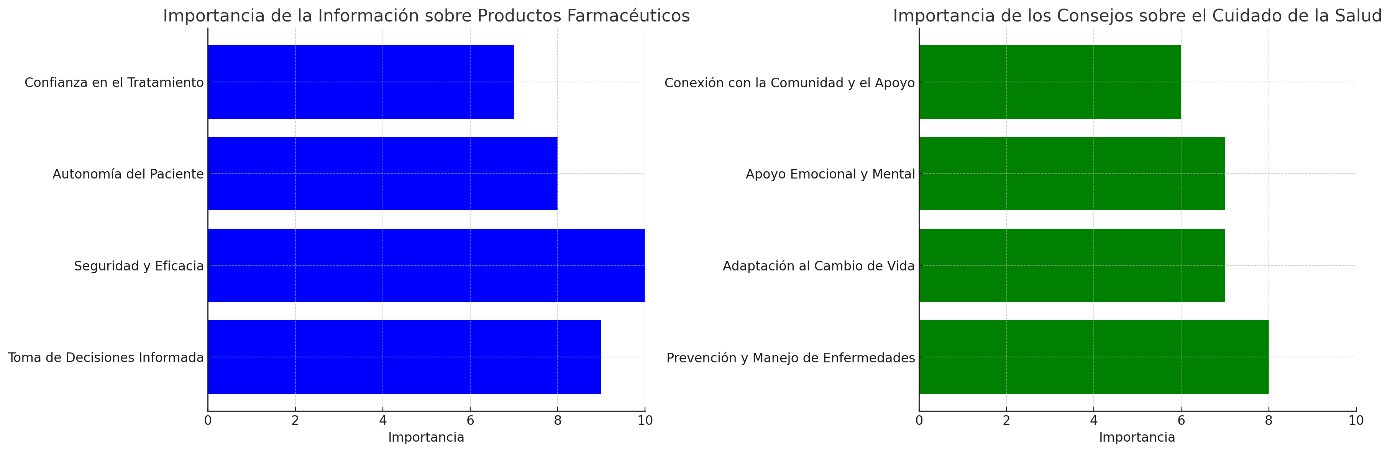 Importancia de la Información sobre Productos Farmacéuticos
Confianza en el Tratamiento
Autonomía del Paciente
Seguridad y Eficacia
Toma de Decisiones Informada
0 2 4 6 8 10
Importancia
Importancia de los Consejos sobre el Cuidado de la Salud
Conexión con la Comunidad y el Apoyo
Apoyo Emocional y Mental
Adaptación al Cambio de Vida
Prevención y Manejo de Enfermedades
0 2 4 6 8 10
Importancia